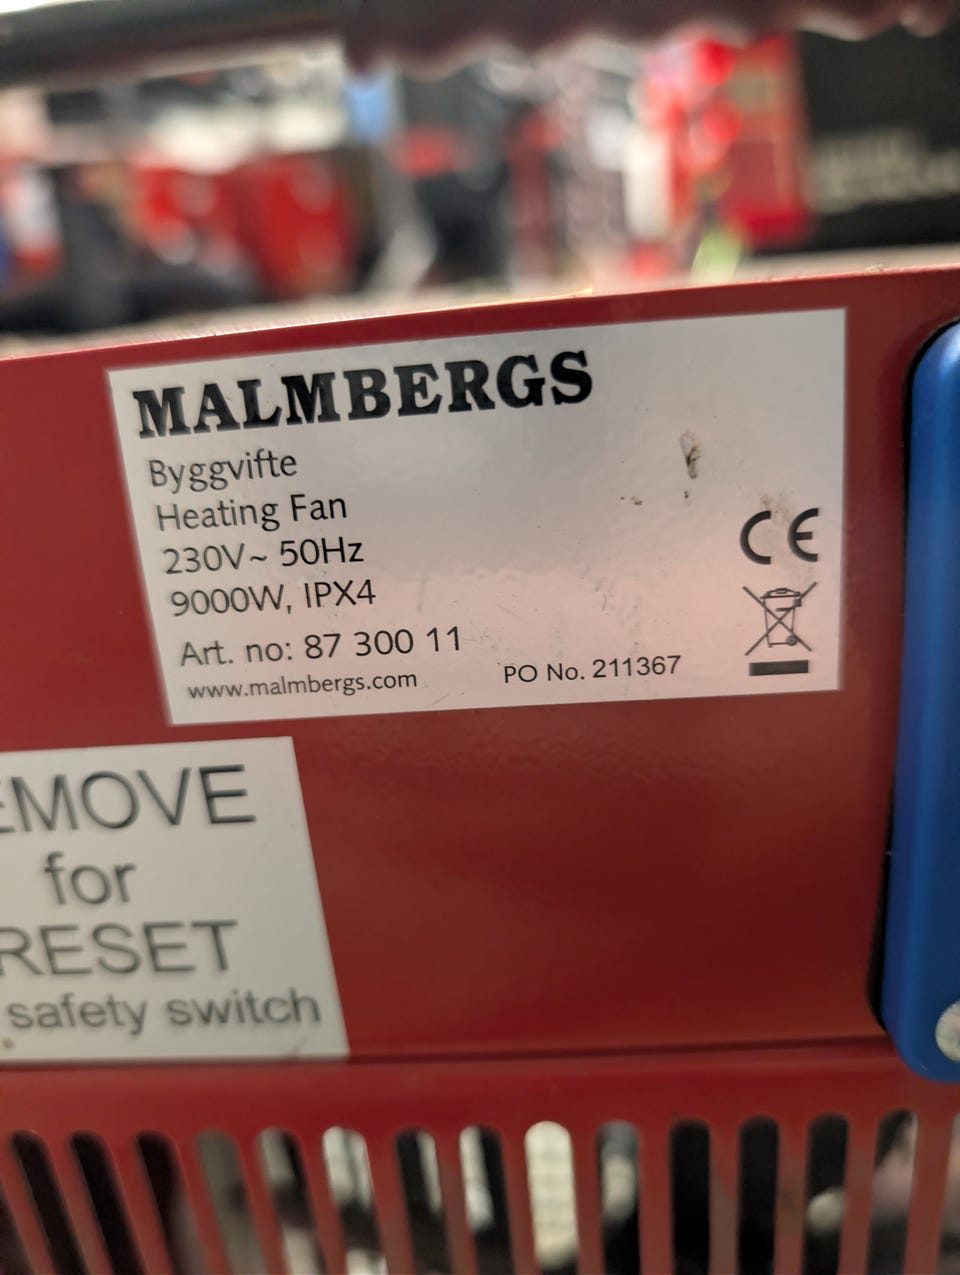 MALMBERGS
Byggvifte
Heating Fan
230V~ 50Hz
9000W, IPX4
Art. no: 87 300 11
www.malmbergs.com
PO No. 211367
CE
EMOVE
for
RESET
safety switch